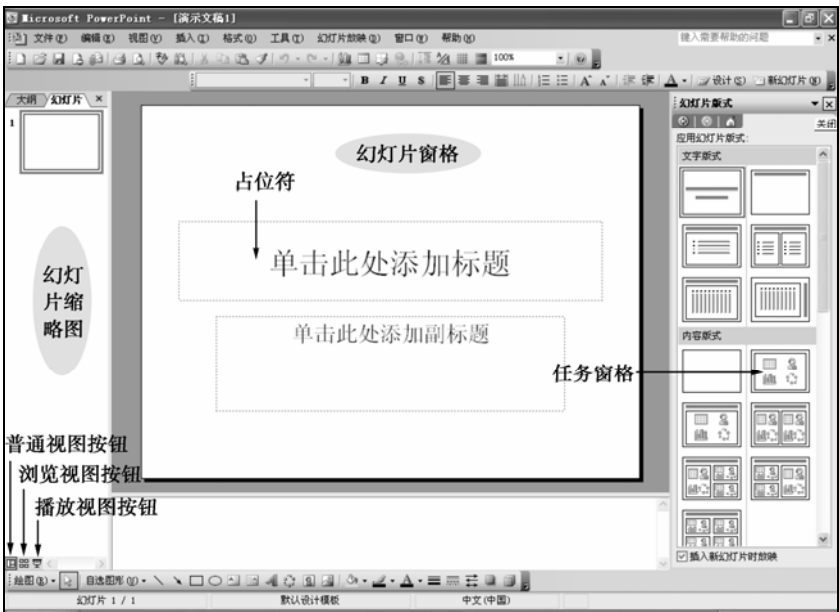 Microsoft PowerPoint - [演示文稿1]
文件(F) 编辑(E) 视图(V) 插入(I) 格式(O) 工具(T) 幻灯片放映(D) 窗口(W) 帮助(H)
键入需要帮助的问题
100%
B I U S
A
设计(S) 新幻灯片(N)
大纲 幻灯片
幻灯片版式
关闭
1
应用幻灯片版式:
文字版式
幻灯片窗格
占位符
单击此处添加标题
幻灯
片缩
略图
单击此处添加副标题
内容版式
任务窗格
普通视图按钮
浏览视图按钮
播放视图按钮
插入新幻灯片时放映
绘图(R) 自选图形(U)
幻灯片 1 / 1 默认设计模板 中文(中国)